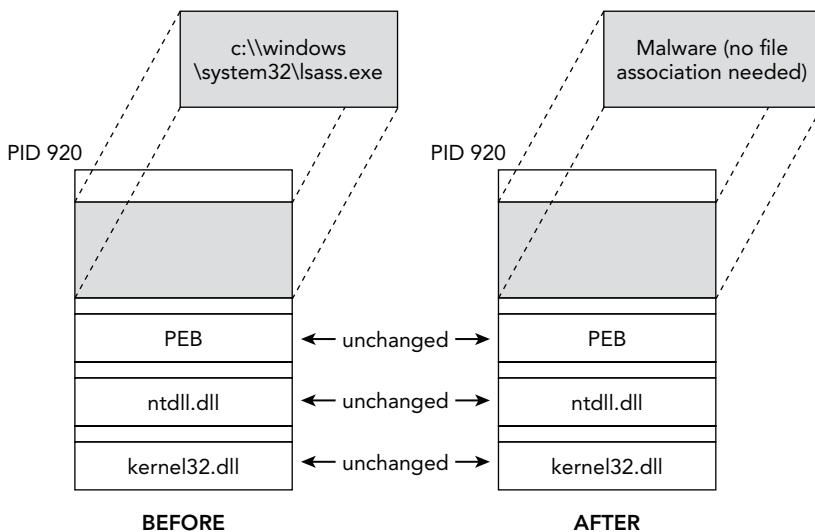 c:\\windows
\system32\lsass.exe
Malware (no file
association needed)
PID 920
PID 920
PEB
unchanged
PEB
ntdll.dll
unchanged
ntdll.dll
kernel32.dll
unchanged
kernel32.dll
BEFORE
AFTER